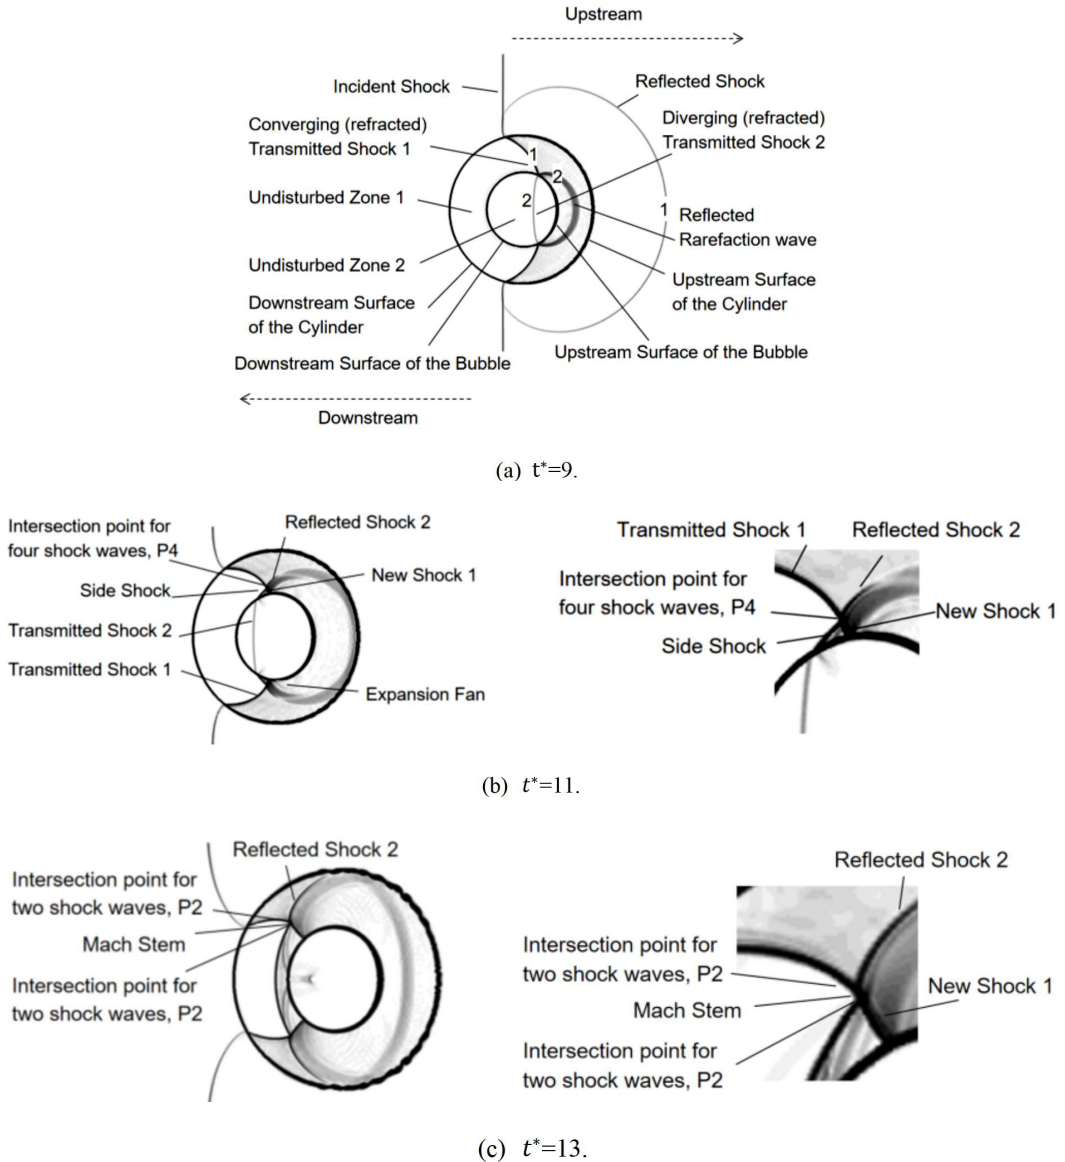 Upstream
Incident Shock
Reflected Shock
Converging (refracted)
Transmitted Shock 1
Diverging (refracted)
Transmitted Shock 2
1
2
2
1
Undisturbed Zone 1
Reflected
Rarefaction wave
Undisturbed Zone 2
Upstream Surface
of the Cylinder
Downstream Surface
of the Cylinder
Downstream Surface of the Bubble
Upstream Surface of the Bubble
Downstream
(a) t*=9.
Intersection point for
four shock waves, P4
Reflected Shock 2
Side Shock
New Shock 1
Transmitted Shock 2
Transmitted Shock 1
Expansion Fan
Transmitted Shock 1
Reflected Shock 2
Intersection point for
four shock waves, P4
New Shock 1
Side Shock
(b) t*=11.
Reflected Shock 2
Intersection point for
two shock waves, P2
Mach Stem
Intersection point for
two shock waves, P2
Reflected Shock 2
Intersection point for
two shock waves, P2
New Shock 1
Mach Stem
Intersection point for
two shock waves, P2
(c) t*=13.